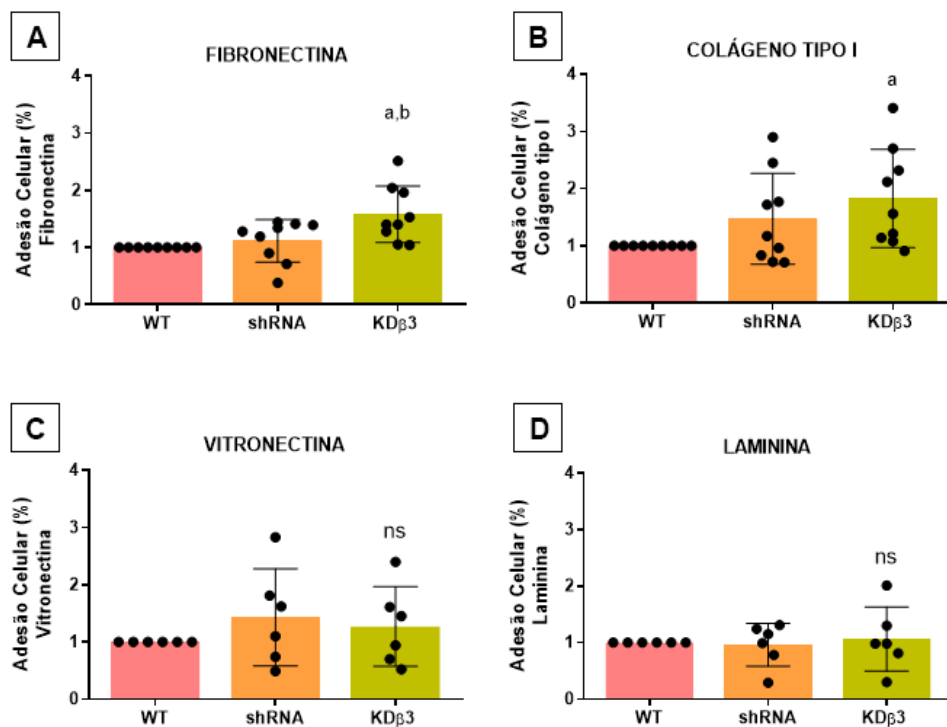 A
FIBRONECTINA
Adesão Celular (%)
Fibronectina
4
3
2
1
0
a,b
WT
shRNA
KDβ3
B
COLÁGENO TIPO I
Adesão Celular (%)
Colágeno tipo I
4
3
2
1
0
a
WT
shRNA
KDβ3
C
VITRONECTINA
Adesão Celular (%)
Vitronectina
4
3
2
1
0
ns
WT
shRNA
KDβ3
D
LAMININA
Adesão Celular (%)
Laminina
4
3
2
1
0
ns
WT
shRNA
KDβ3